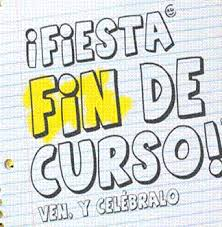 ¡FIESTA
FIN DE
CURSO!
VEN, Y CELÉBRALO